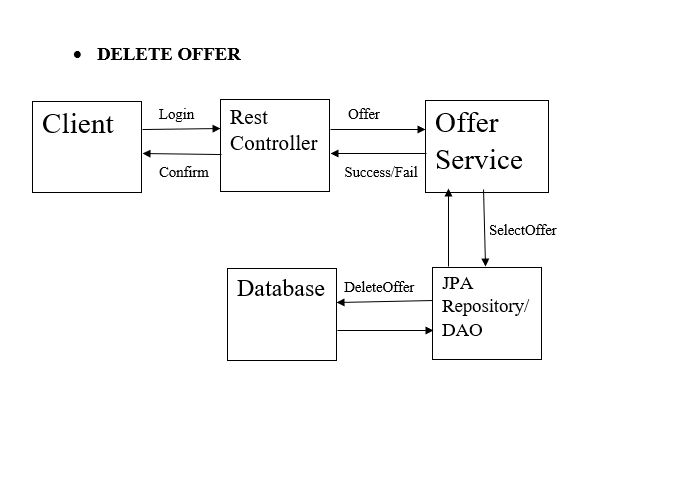 • DELETE OFFER
Client
Login
Confirm
Rest
Controller
Offer
Success/Fail
Offer
Service
SelectOffer
Database
DeleteOffer
JPA
Repository/
DAO